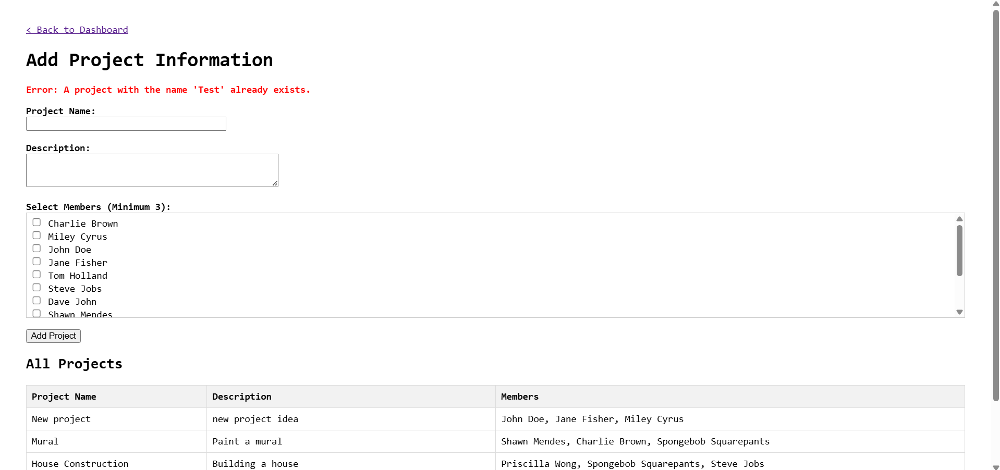 < Back to Dashboard
Add Project Information
Error: A project with the name 'Test' already exists.
Project Name:
Description:
Select Members (Minimum 3):
Charlie Brown
Miley Cyrus
John Doe
Jane Fisher
Tom Holland
Steve Jobs
Dave John
Shawn Mendes
Add Project
All Projects
Project Name Description Members
New project new project idea John Doe, Jane Fisher, Miley Cyrus
Mural Paint a mural Shawn Mendes, Charlie Brown, Spongebob Squarepants
House Construction Building a house Priscilla Wong, Spongebob Squarepants, Steve Jobs